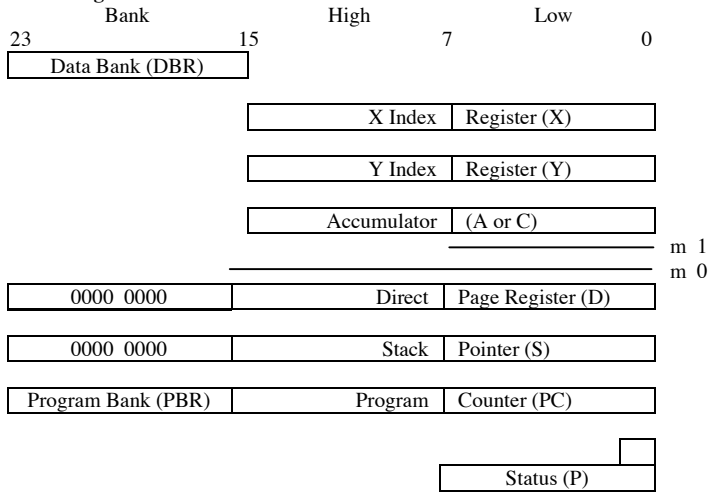 Bank High Low
23 15 7 0
Data Bank (DBR)
X Index Register (X)
Y Index Register (Y)
Accumulator (A or C)
m 1
m 0
0000 0000 Direct Page Register (D)
0000 0000 Stack Pointer (S)
Program Bank (PBR) Program Counter (PC)
Status (P)